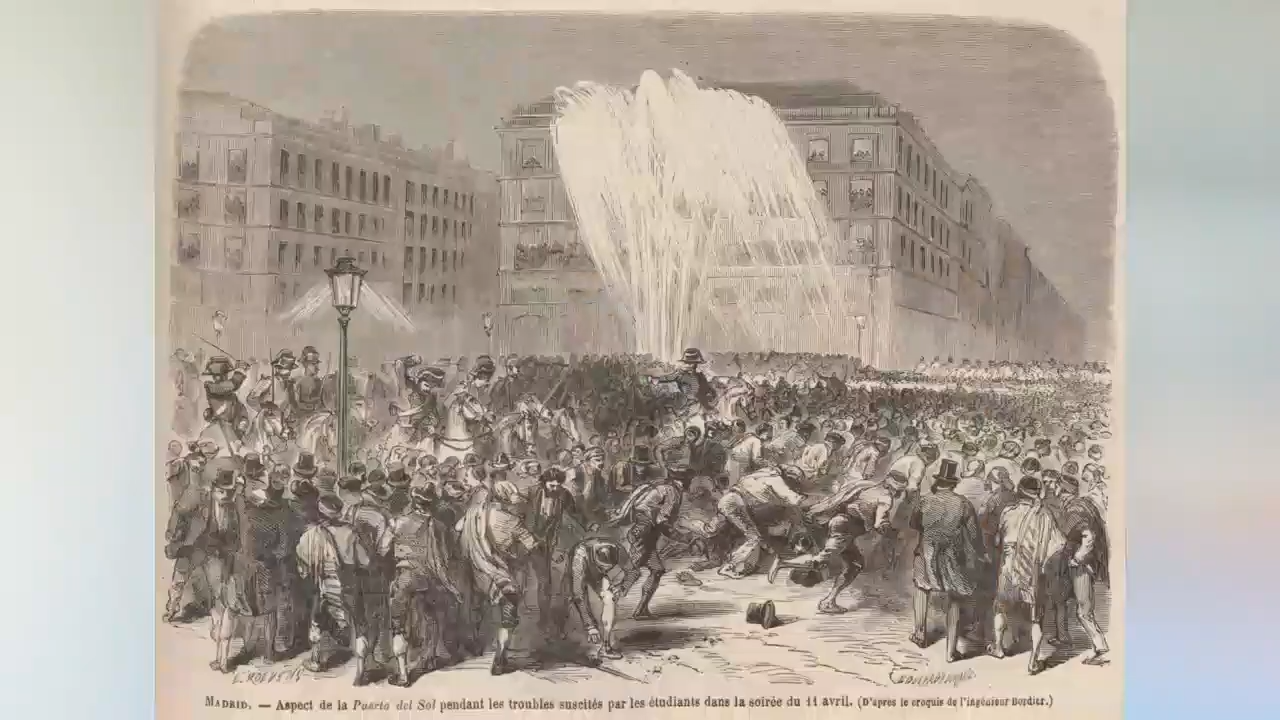 MADRID. — Aspect de la Puerta del Sol pendant les troubles suscités par les étudiants dans la soirée du 11 avril. (D'après le croquis de l'ingénieur Bordier.)